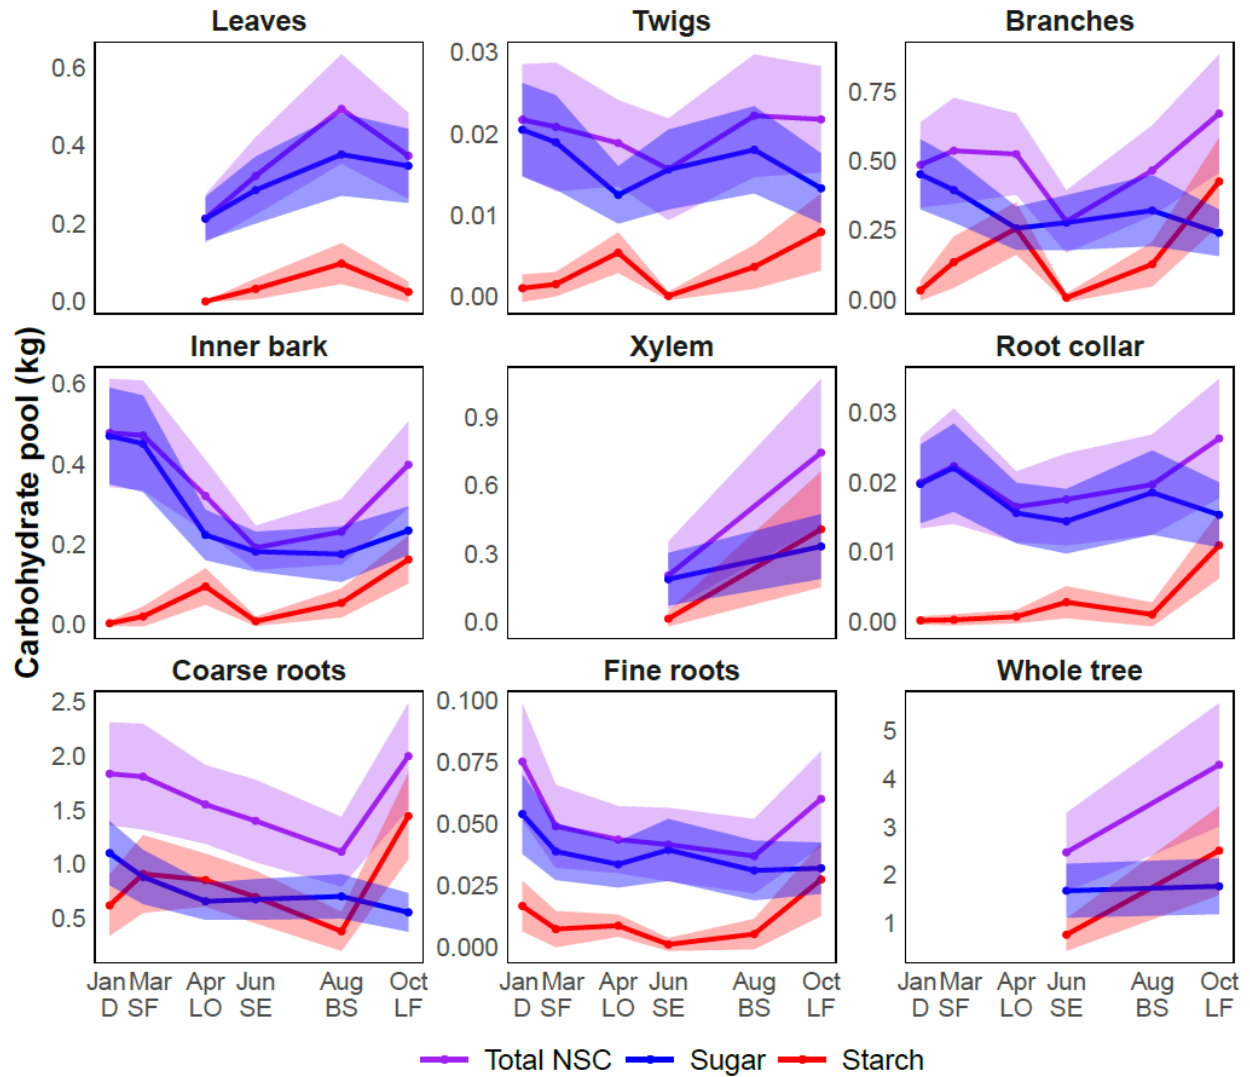 Leaves
Twigs
Branches
0.6
0.4
0.2
0.0
0.03
0.02
0.01
0.00
0.75
0.50
0.25
0.00
Carbohydrate pool (kg)
Inner bark
Xylem
Root collar
0.6
0.4
0.2
0.0
0.9
0.6
0.3
0.0
0.03
0.02
0.01
0.00
Coarse roots
Fine roots
Whole tree
2.5
2.0
1.5
1.0
0.5
0.100
0.075
0.050
0.025
0.000
5
4
3
2
1
Jan Mar Apr Jun Aug Oct
D SF LO SE BS LF
Jan Mar Apr Jun Aug Oct
D SF LO SE BS LF
Jan Mar Apr Jun Aug Oct
D SF LO SE BS LF
Total NSC Sugar Starch